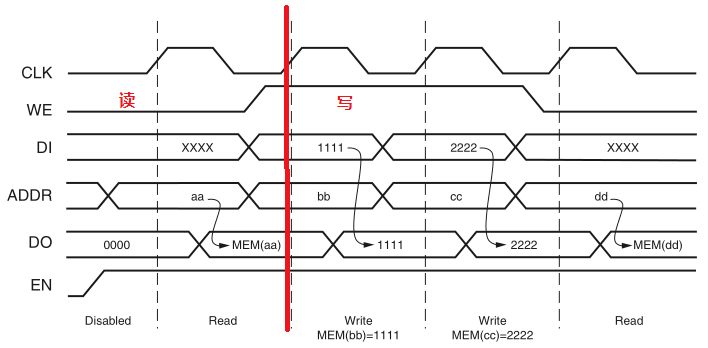 CLK
WE 读 写
DI XXXX 1111 2222 XXXX
ADDR aa bb cc dd
DO 0000 MEM(aa) 1111 2222 MEM(dd)
EN
Disabled Read Write Write Read
MEM(bb)=1111 MEM(cc)=2222